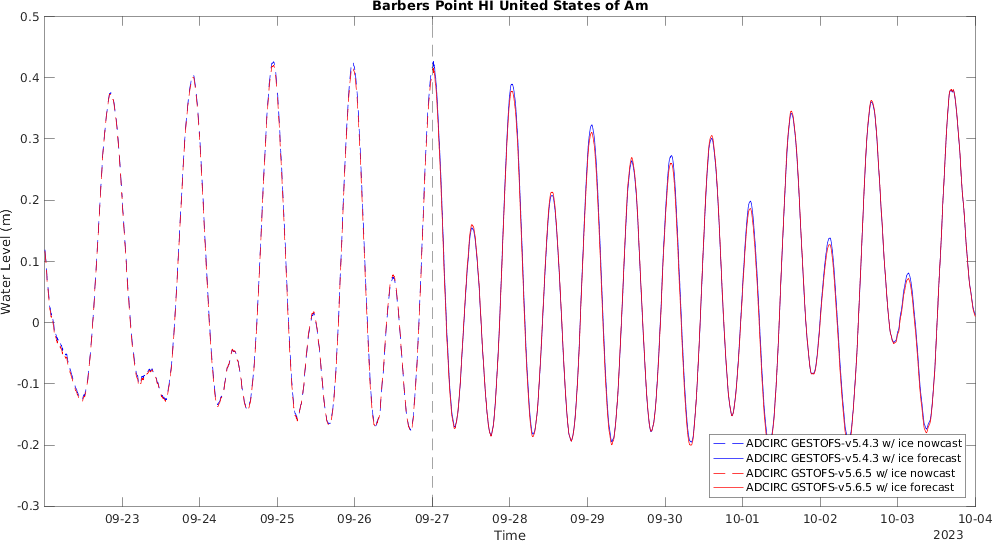 Barbers Point HI United States of Am
0.5
0.4
0.3
0.2
0.1
0
-0.1
-0.2
-0.3
Water Level (m)
ADCIRC GESTOFS-v5.4.3 w/ ice nowcast
ADCIRC GESTOFS-v5.4.3 w/ ice forecast
ADCIRC GSTOFS-v5.6.5 w/ ice nowcast
ADCIRC GSTOFS-v5.6.5 w/ ice forecast
09-23 09-24 09-25 09-26 09-27 09-28 09-29 09-30 10-01 10-02 10-03 10-04
Time
2023